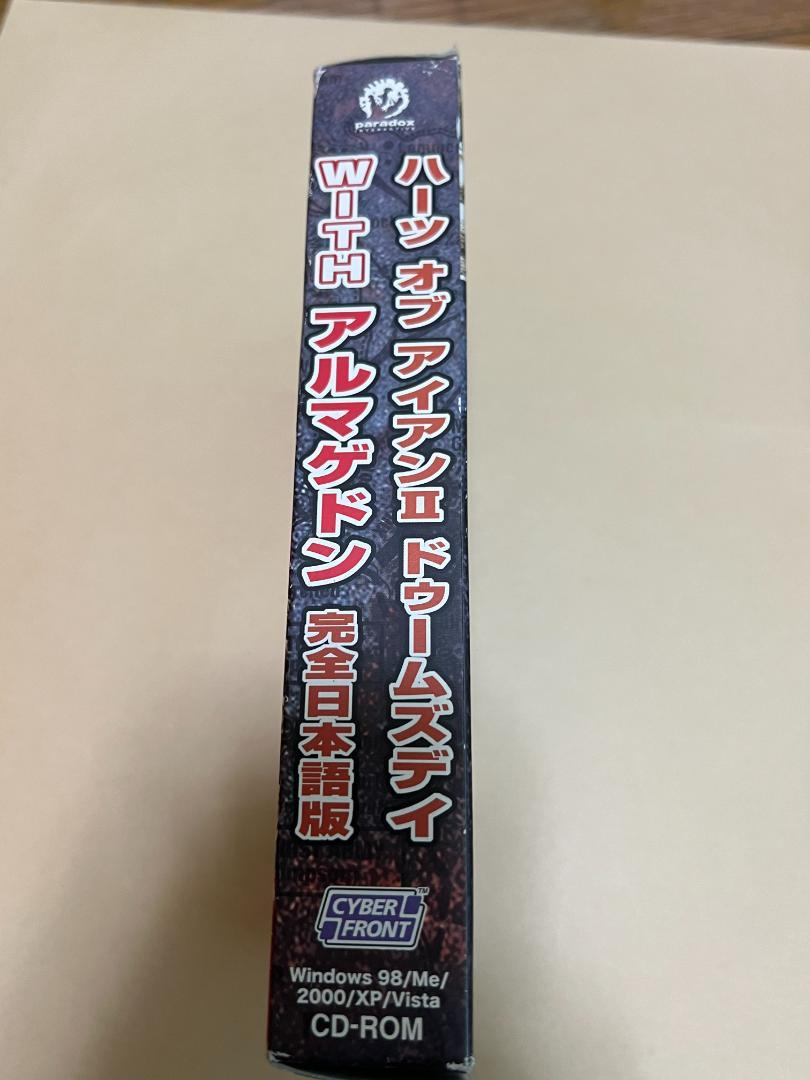 paradox
INTERACTIVE
ハーツ オブ アイアンII ドゥームズデイ
WITH アルマゲドン 完全日本語版
CYBER FRONT™
Windows 98/Me/
2000/XP/Vista
CD-ROM